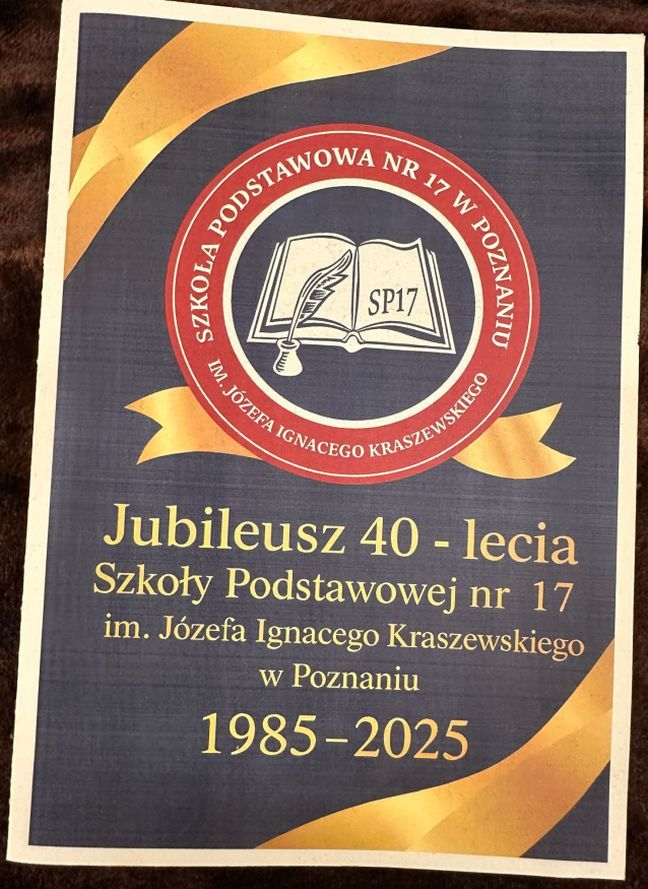 SZKOŁA PODSTAWOWA NR 17 W POZNANIU
SP17
IM. JÓZEFA IGNACEGO KRASZEWSKIEGO
Jubileusz 40 - lecia
Szkoły Podstawowej nr 17
im. Józefa Ignacego Kraszewskiego
w Poznaniu
1985–2025